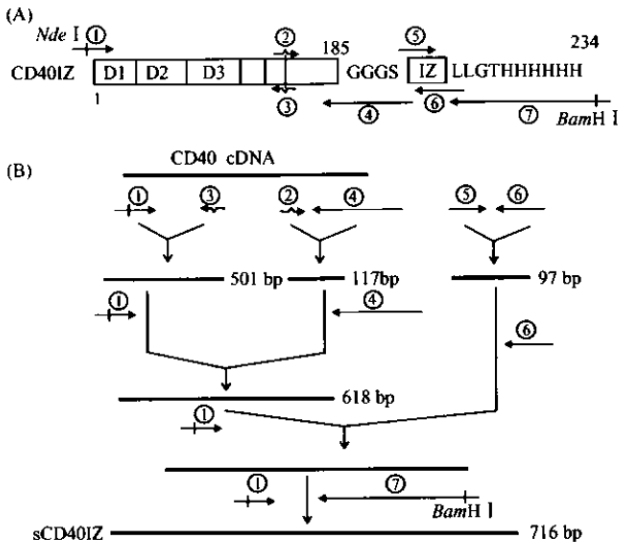 (A)
Nde I ① ② 185 ⑤ 234
CD40IZ D1 D2 D3 GGGS IZ LLGTHHHHHH
1 ③ ④ ⑥ ⑦
BamH I
(B)
CD40 cDNA
① ③ ② ④ ⑤ ⑥
501 bp 117bp 97 bp
① ④ ⑥
618 bp
①
① ⑦
BamH I
sCD40IZ 716 bp